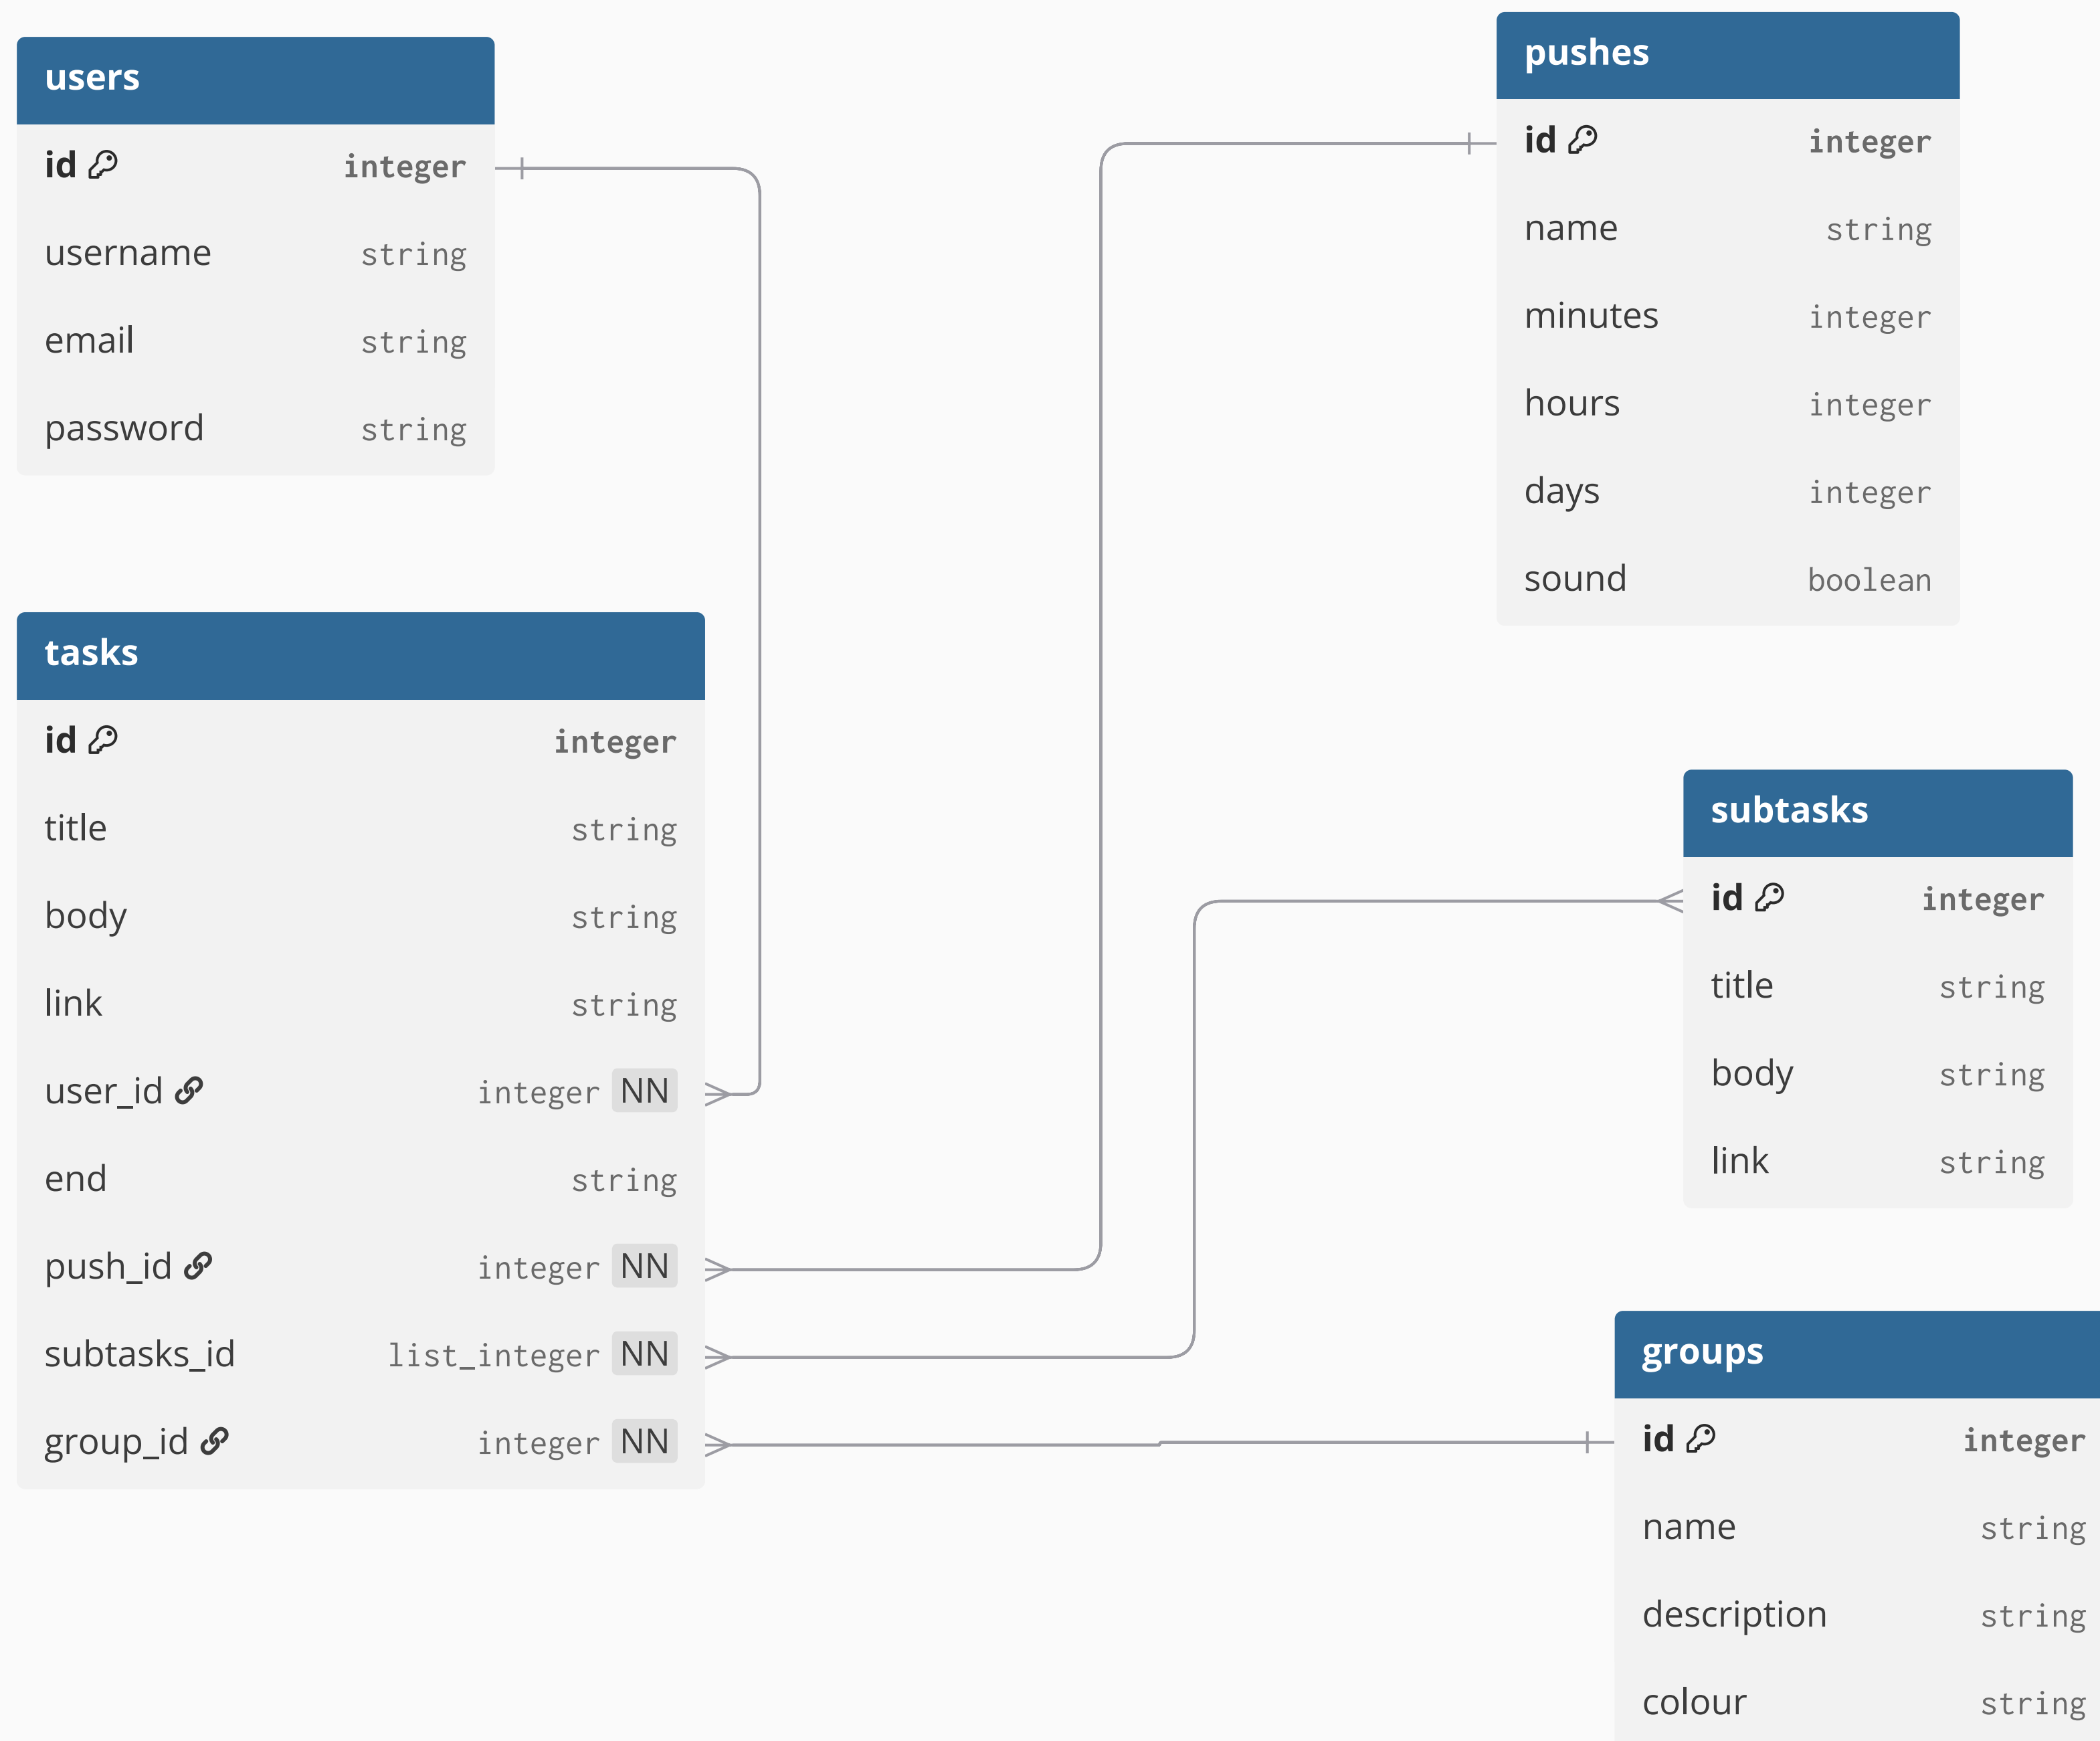 users
id integer
username string
email string
password string
tasks
id integer
title string
body string
link string
user_id integer NN
end string
push_id integer NN
subtasks_id list_integer NN
group_id integer NN
pushes
id integer
name string
minutes integer
hours integer
days integer
sound boolean
subtasks
id integer
title string
body string
link string
groups
id integer
name string
description string
colour string